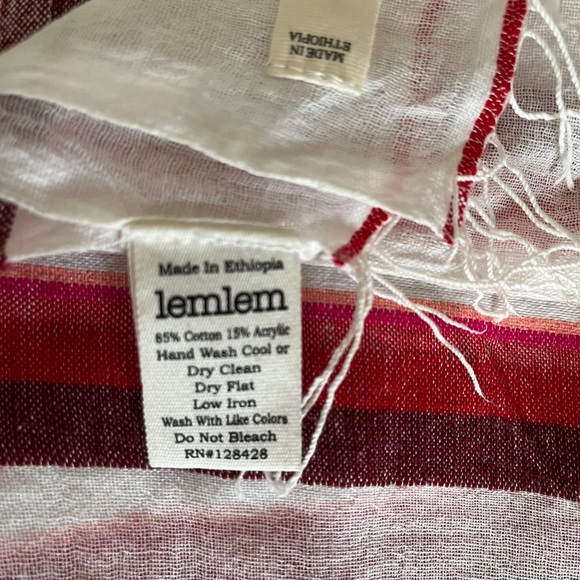 MADE IN
ETHIOPIA
Made In Ethiopia
lemlem
85% Cotton 15% Acrylic
Hand Wash Cool or
Dry Clean
Dry Flat
Low Iron
Wash With Like Colors
Do Not Bleach
RN#128428